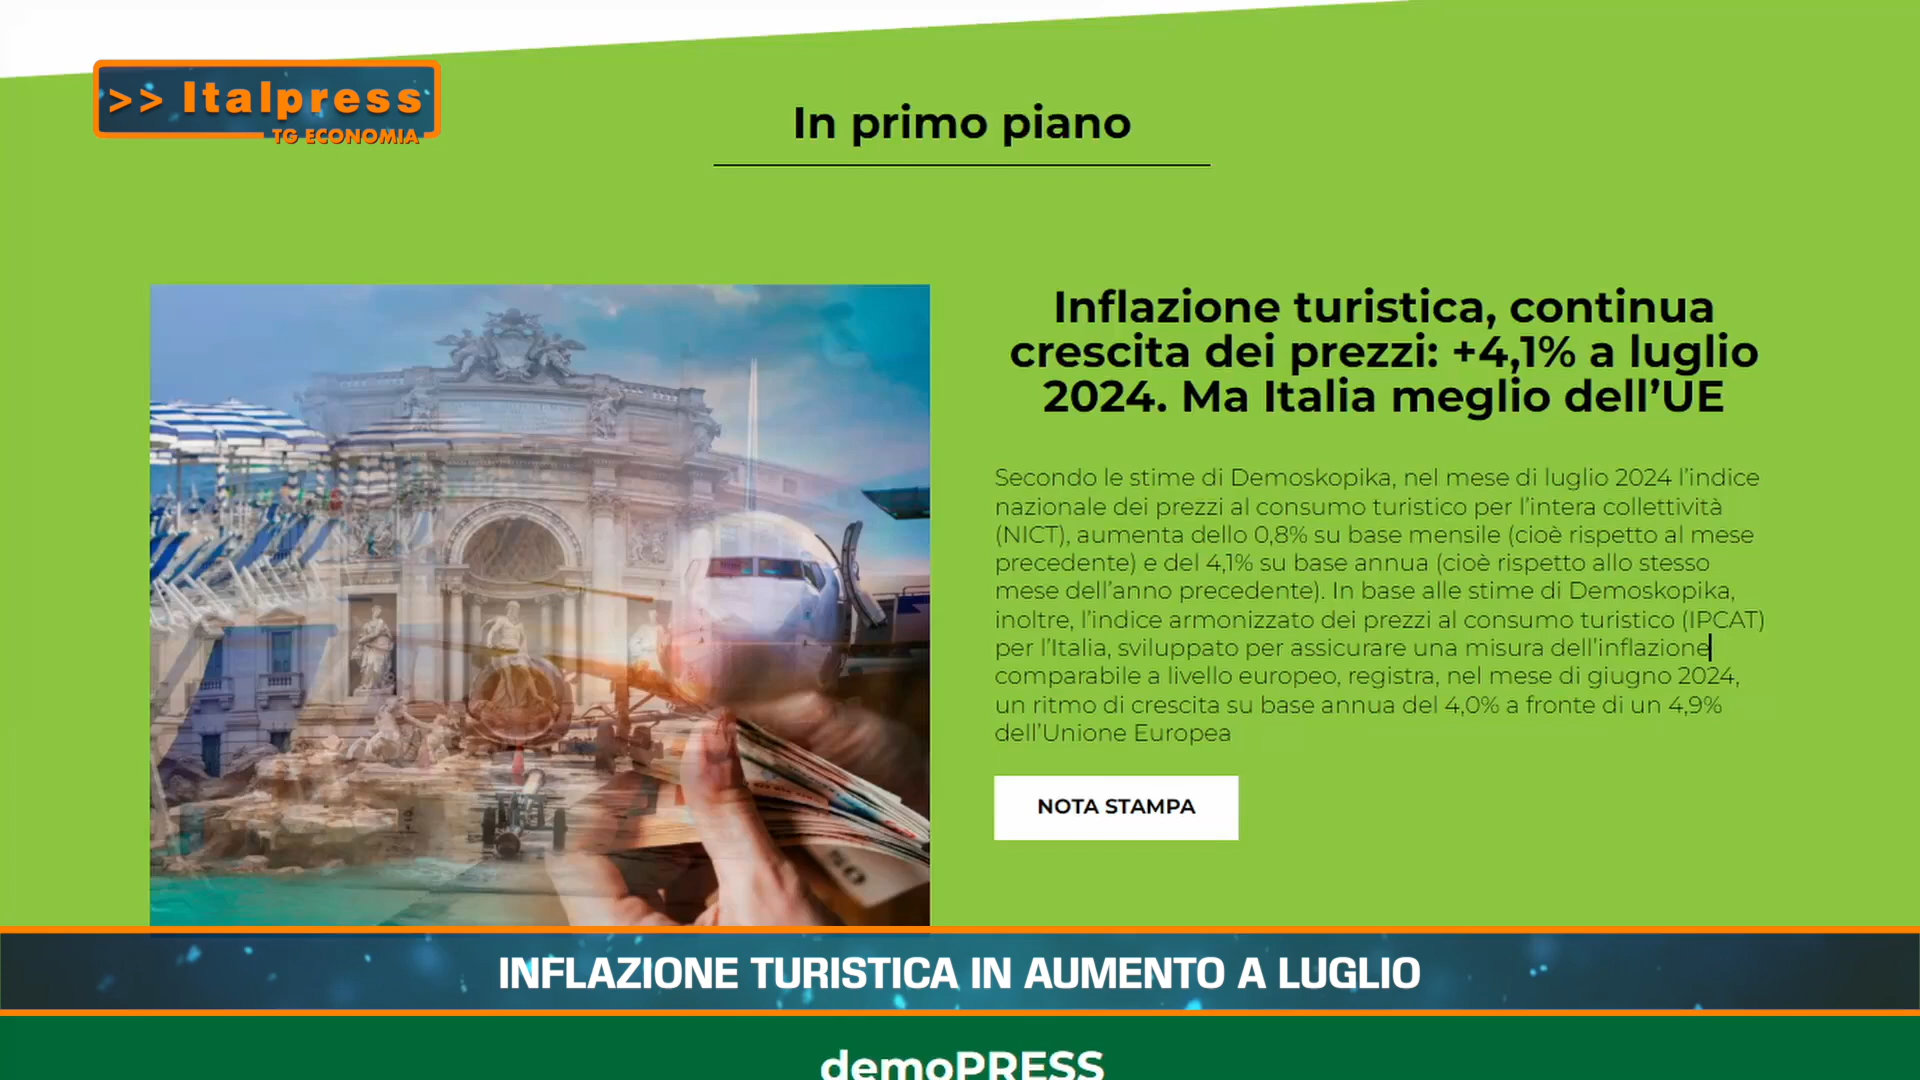 >> Italpress
TG ECONOMIA
In primo piano
Inflazione turistica, continua
crescita dei prezzi: +4,1% a luglio
2024. Ma Italia meglio dell’UE
Secondo le stime di Demoskopika, nel mese di luglio 2024 l’indice
nazionale dei prezzi al consumo turistico per l’intera collettività
(NICT), aumenta dello 0,8% su base mensile (cioè rispetto al mese
precedente) e del 4,1% su base annua (cioè rispetto allo stesso
mese dell’anno precedente). In base alle stime di Demoskopika,
inoltre, l’indice armonizzato dei prezzi al consumo turistico (IPCAT)
per l’Italia, sviluppato per assicurare una misura dell’inflazione
comparabile a livello europeo, registra, nel mese di giugno 2024,
un ritmo di crescita su base annua del 4,0% a fronte di un 4,9%
dell’Unione Europea
NOTA STAMPA
50
INFLAZIONE TURISTICA IN AUMENTO A LUGLIO
demoPRESS